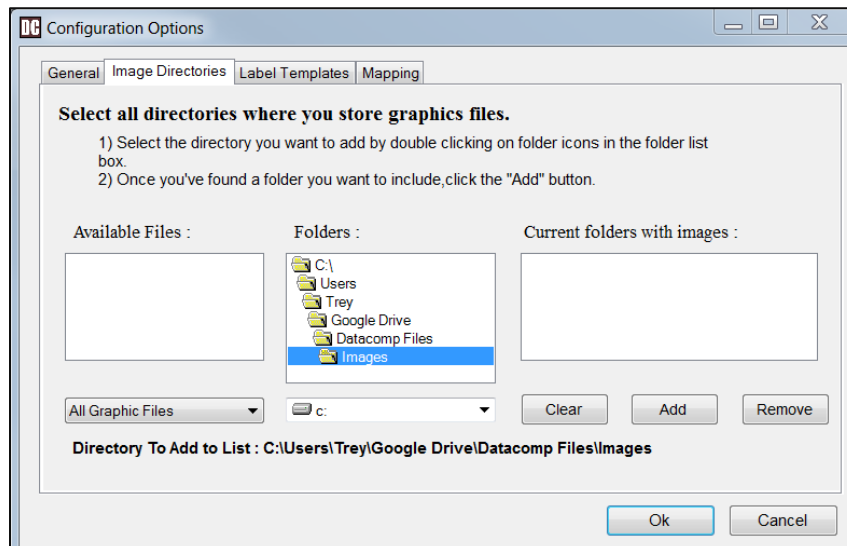 DC Configuration Options
General Image Directories Label Templates Mapping
Select all directories where you store graphics files.
1) Select the directory you want to add by double clicking on folder icons in the folder list
box.
2) Once you've found a folder you want to include,click the "Add" button.
Available Files : Folders : Current folders with images :
C:\
Users
Trey
Google Drive
Datacomp Files
Images
All Graphic Files c: Clear Add Remove
Directory To Add to List : C:\Users\Trey\Google Drive\Datacomp Files\Images
Ok Cancel